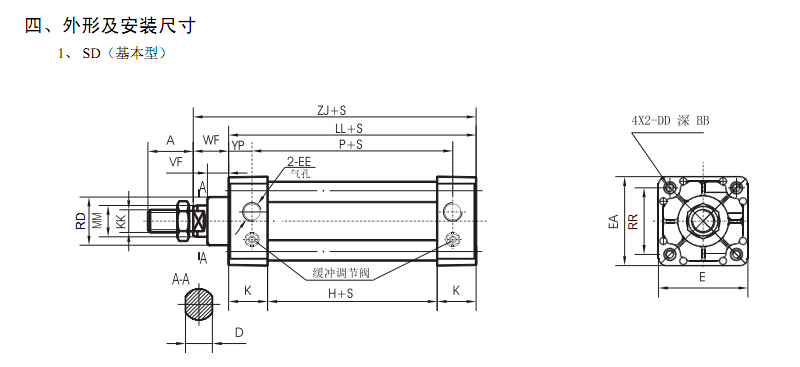 四、外形及安装尺寸
1、 SD（基本型）
ZJ+S
LL+S
A
WF
YP
P+S
VF
2-EE
气孔
A
RD
MM
KK
A
缓冲调节阀
A-A
K
H+S
K
D
4X2-DD 深 BB
EA
RR
E